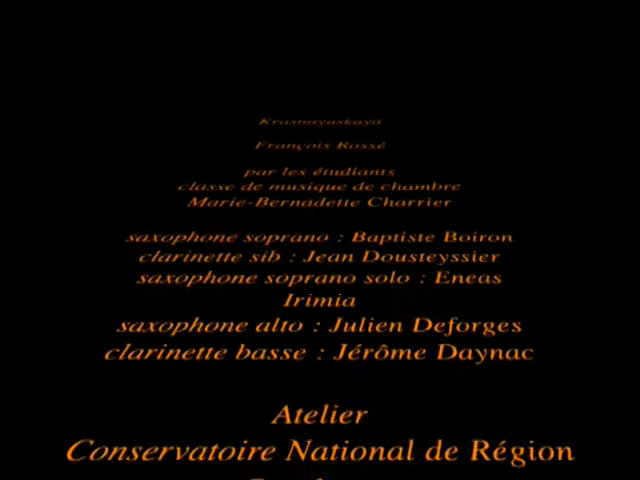 Krasnayaskaya
François Rossé
par les étudiants
classe de musique de chambre
Marie-Bernadette Charrier
saxophone soprano : Baptiste Boiron
clarinette sib : Jean Dousteyssier
saxophone soprano solo : Eneas
Irimia
saxophone alto : Julien Deforges
clarinette basse : Jérôme Daynac
Atelier
Conservatoire National de Région